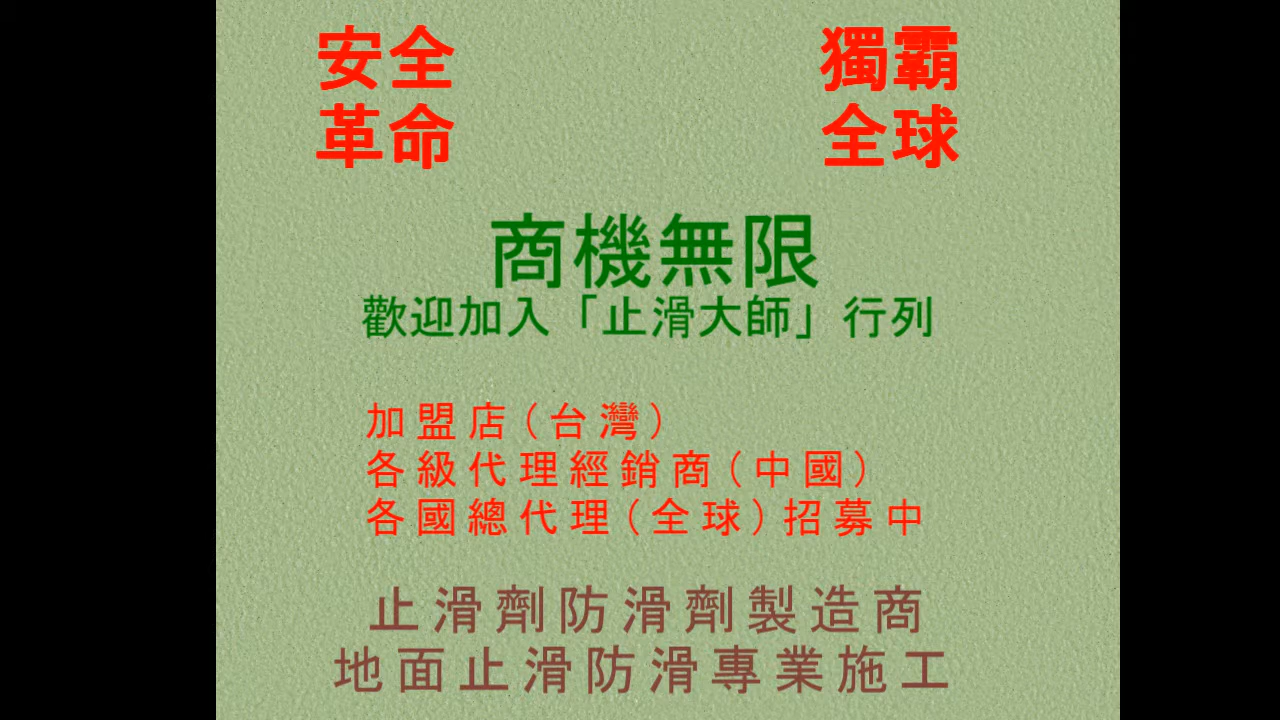 安全
革命
獨霸
全球
商機無限
歡迎加入「止滑大師」行列
加盟店(台灣)
各級代理經銷商(中國)
各國總代理(全球)招募中
止滑劑防滑劑製造商
地面止滑防滑專業施工